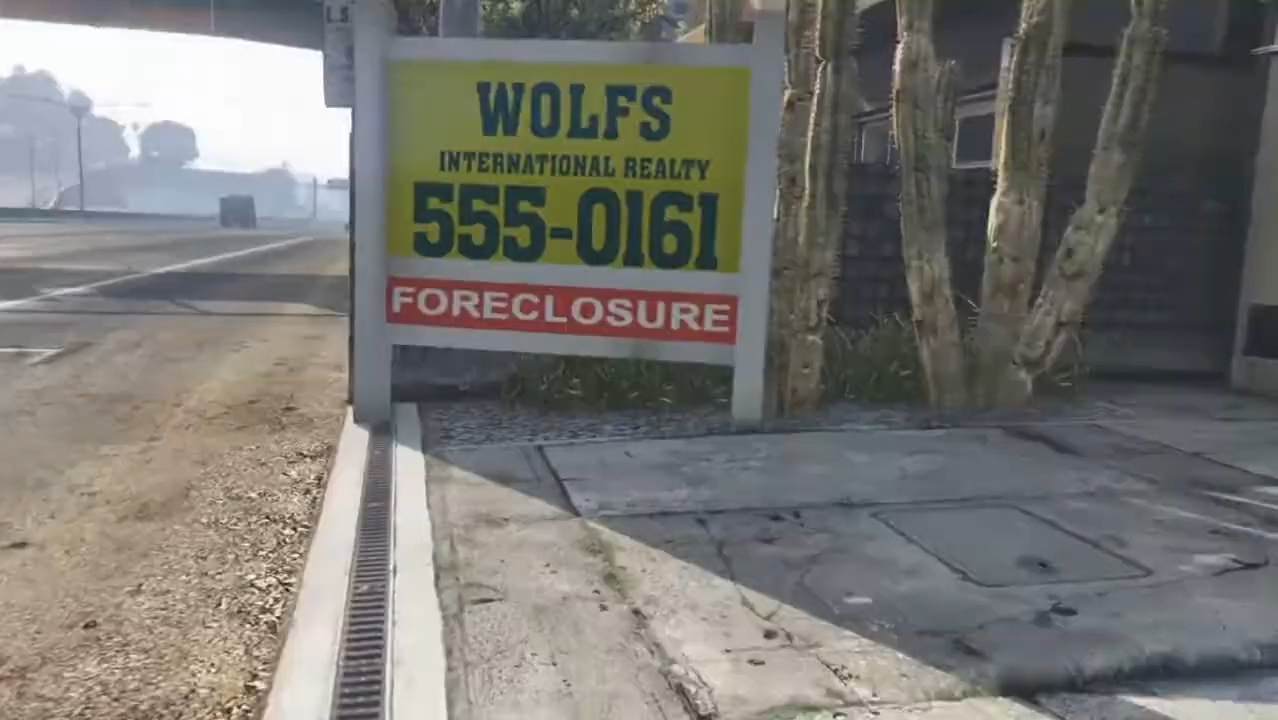 L.S.
WOLFS
INTERNATIONAL REALTY
555-0161
FORECLOSURE